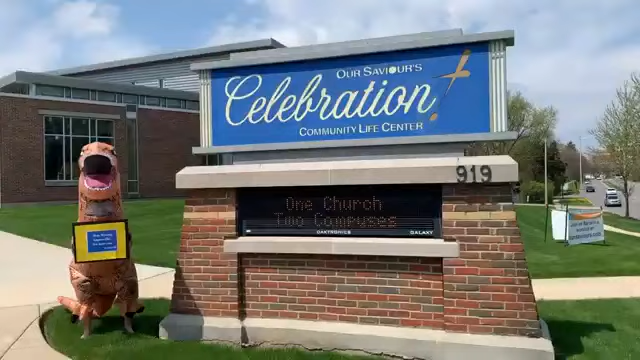 OUR SAVIOUR'S
Celebration!
COMMUNITY LIFE CENTER
919
One Church
Two Campuses
DAKTRONICS
GALAXY